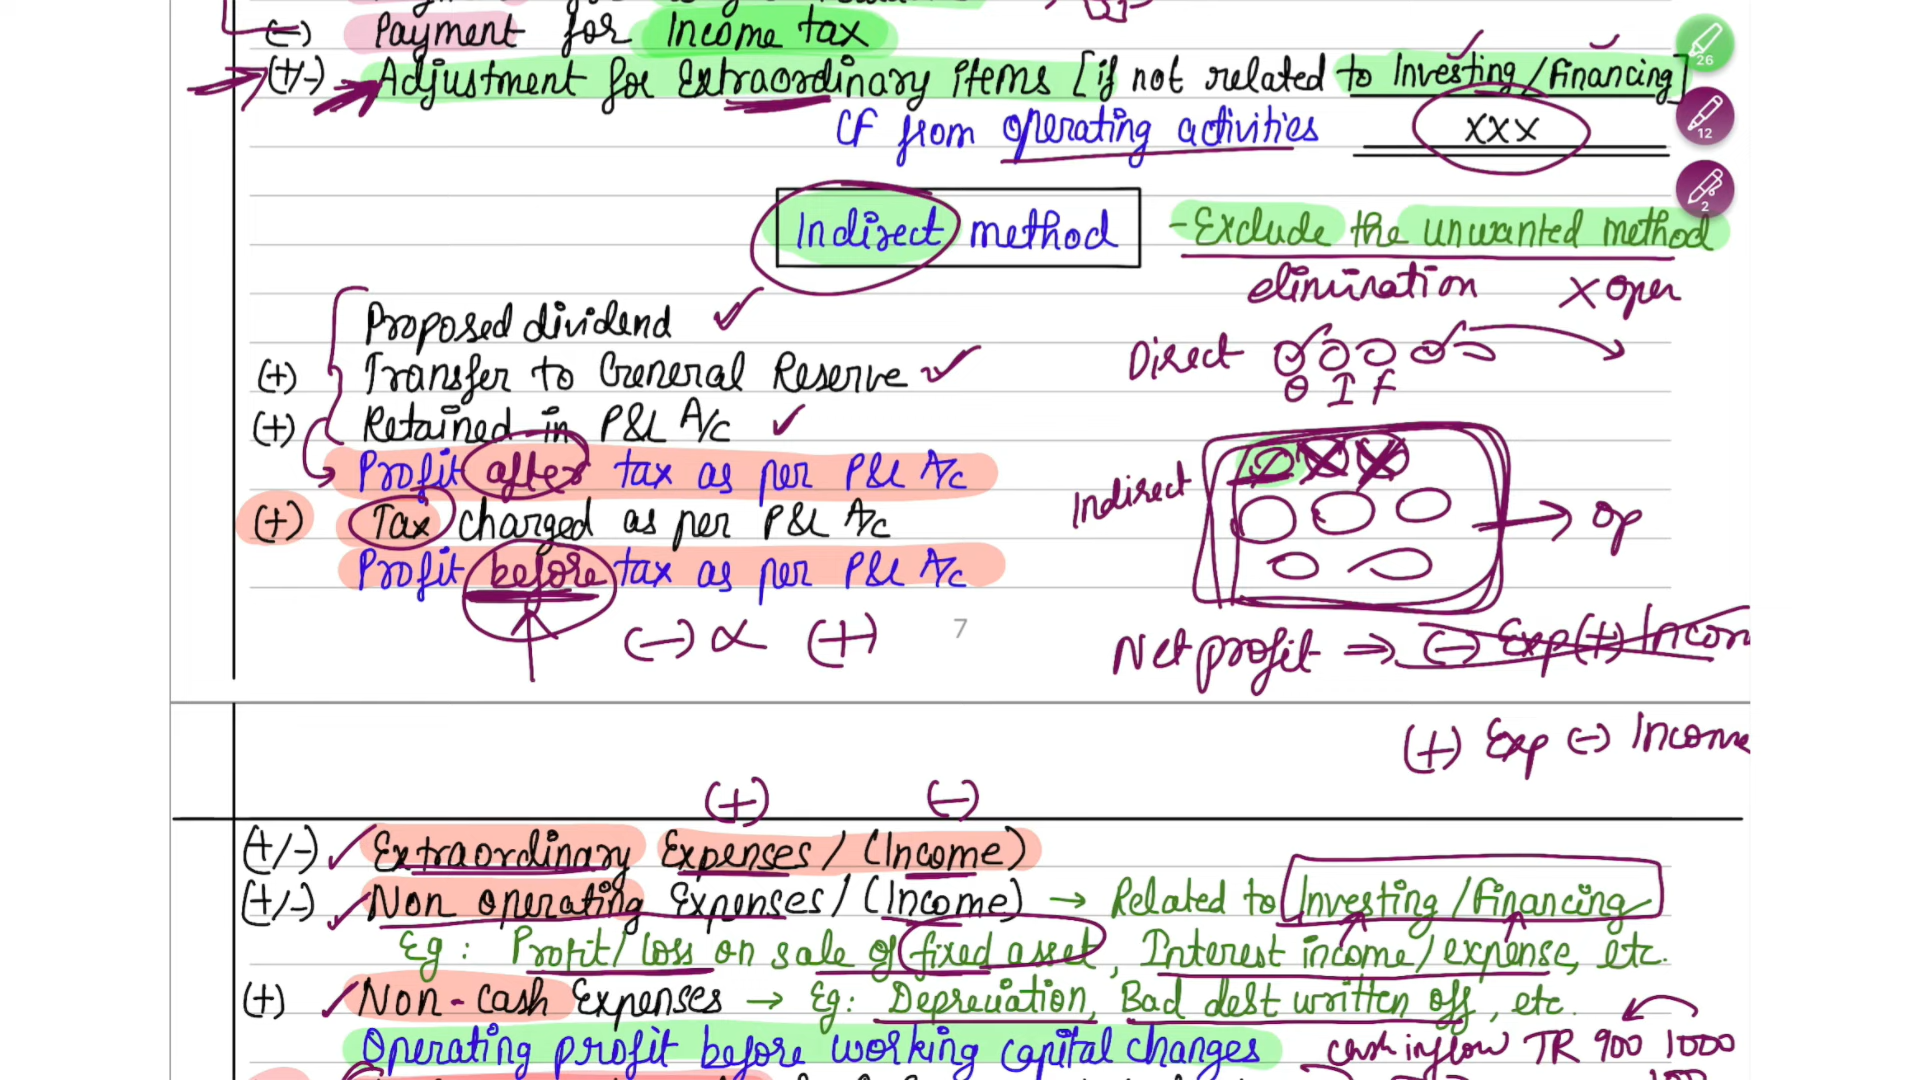 (-) Payment for Income tax
(+/-) Adjustment for Extraordinary items [if not related to Investing/Financing]
CF from operating activities xxx
Indirect method - Exclude the unwanted method
elimination X oper
Proposed dividend
Direct
O I F
(+) Transfer to General Reserve
(+) Retained in P&L A/c
Profit after tax as per P&L A/c
Indirect
(+) Tax charged as per P&L A/c
→ Op
Profit before tax as per P&L A/c
(-) ∝ (+)
7
Net profit ⇒ (-) Exp (+) Incom
(+) Exp (-) Income
(+) (-)
(+/-) Extraordinary Expenses / (Income)
(+/-) Non operating Expenses / (Income) → Related to Investing/Financing
Eg: Profit/loss on sale of fixed asset, Interest income/expense, etc.
(+) Non-cash Expenses → Eg: Depreciation, Bad debt written off, etc.
Operating profit before working capital changes cash inflow TR 900 1000
26
12
2